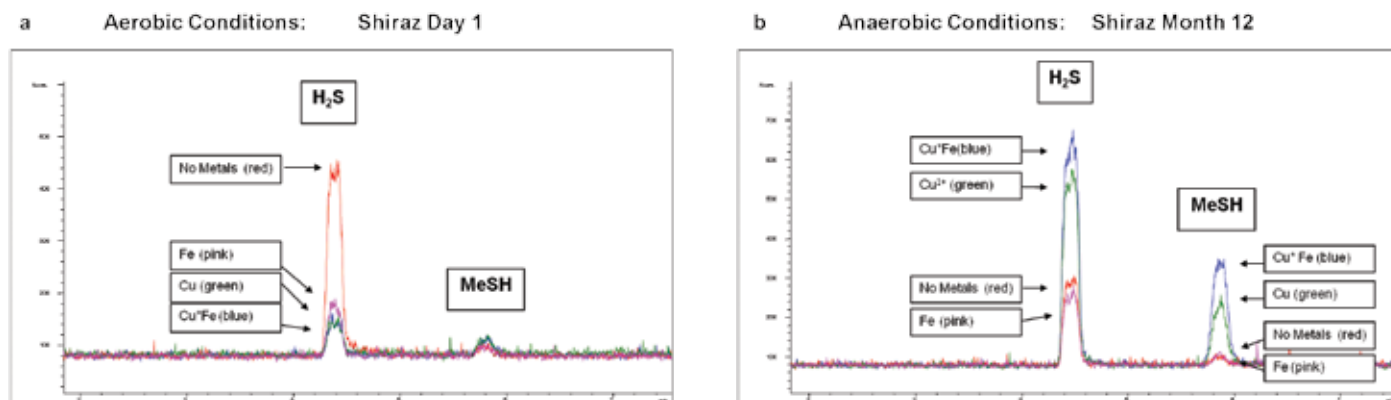 a Aerobic Conditions: Shiraz Day 1
H₂S
No Metals (red)
Fe (pink)
Cu (green)
Cu⁺Fe(blue)
MeSH
b Anaerobic Conditions: Shiraz Month 12
H₂S
Cu⁺Fe(blue)
Cu²⁺ (green)
MeSH
Cu⁺ Fe (blue)
No Metals (red)
Cu (green)
Fe (pink)
No Metals (red)
Fe (pink)
700